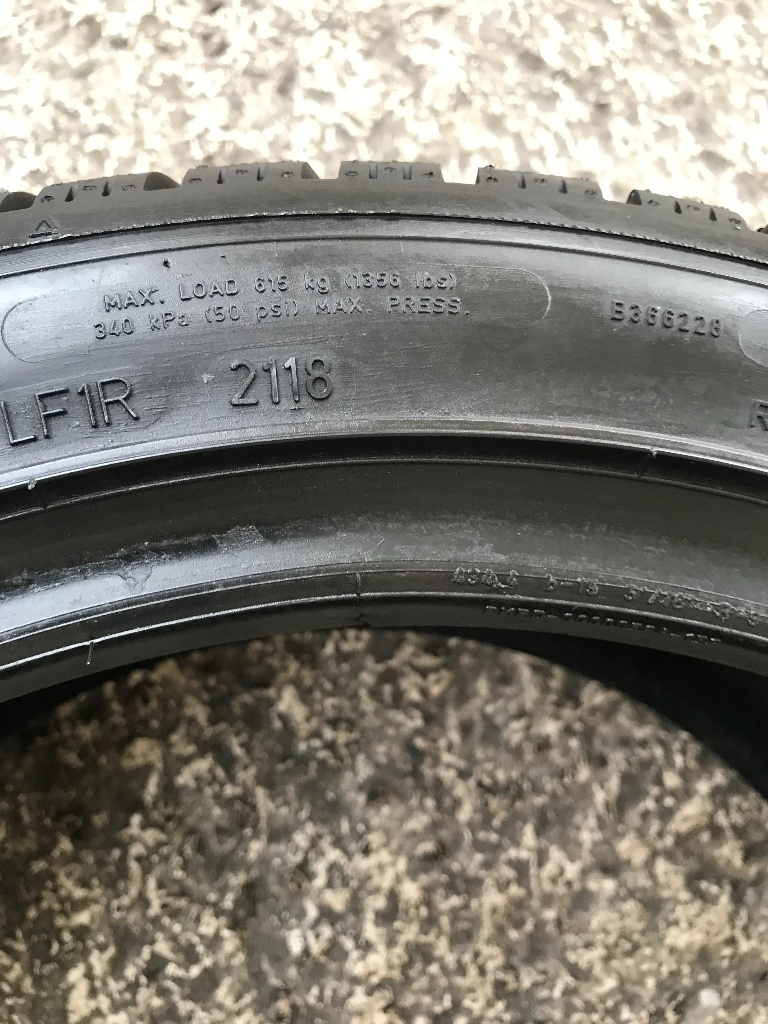 MAX. LOAD 615 kg (1356 lbs)
340 kPa (50 psi) MAX. PRESS.
B366228
LF1R 2118
R